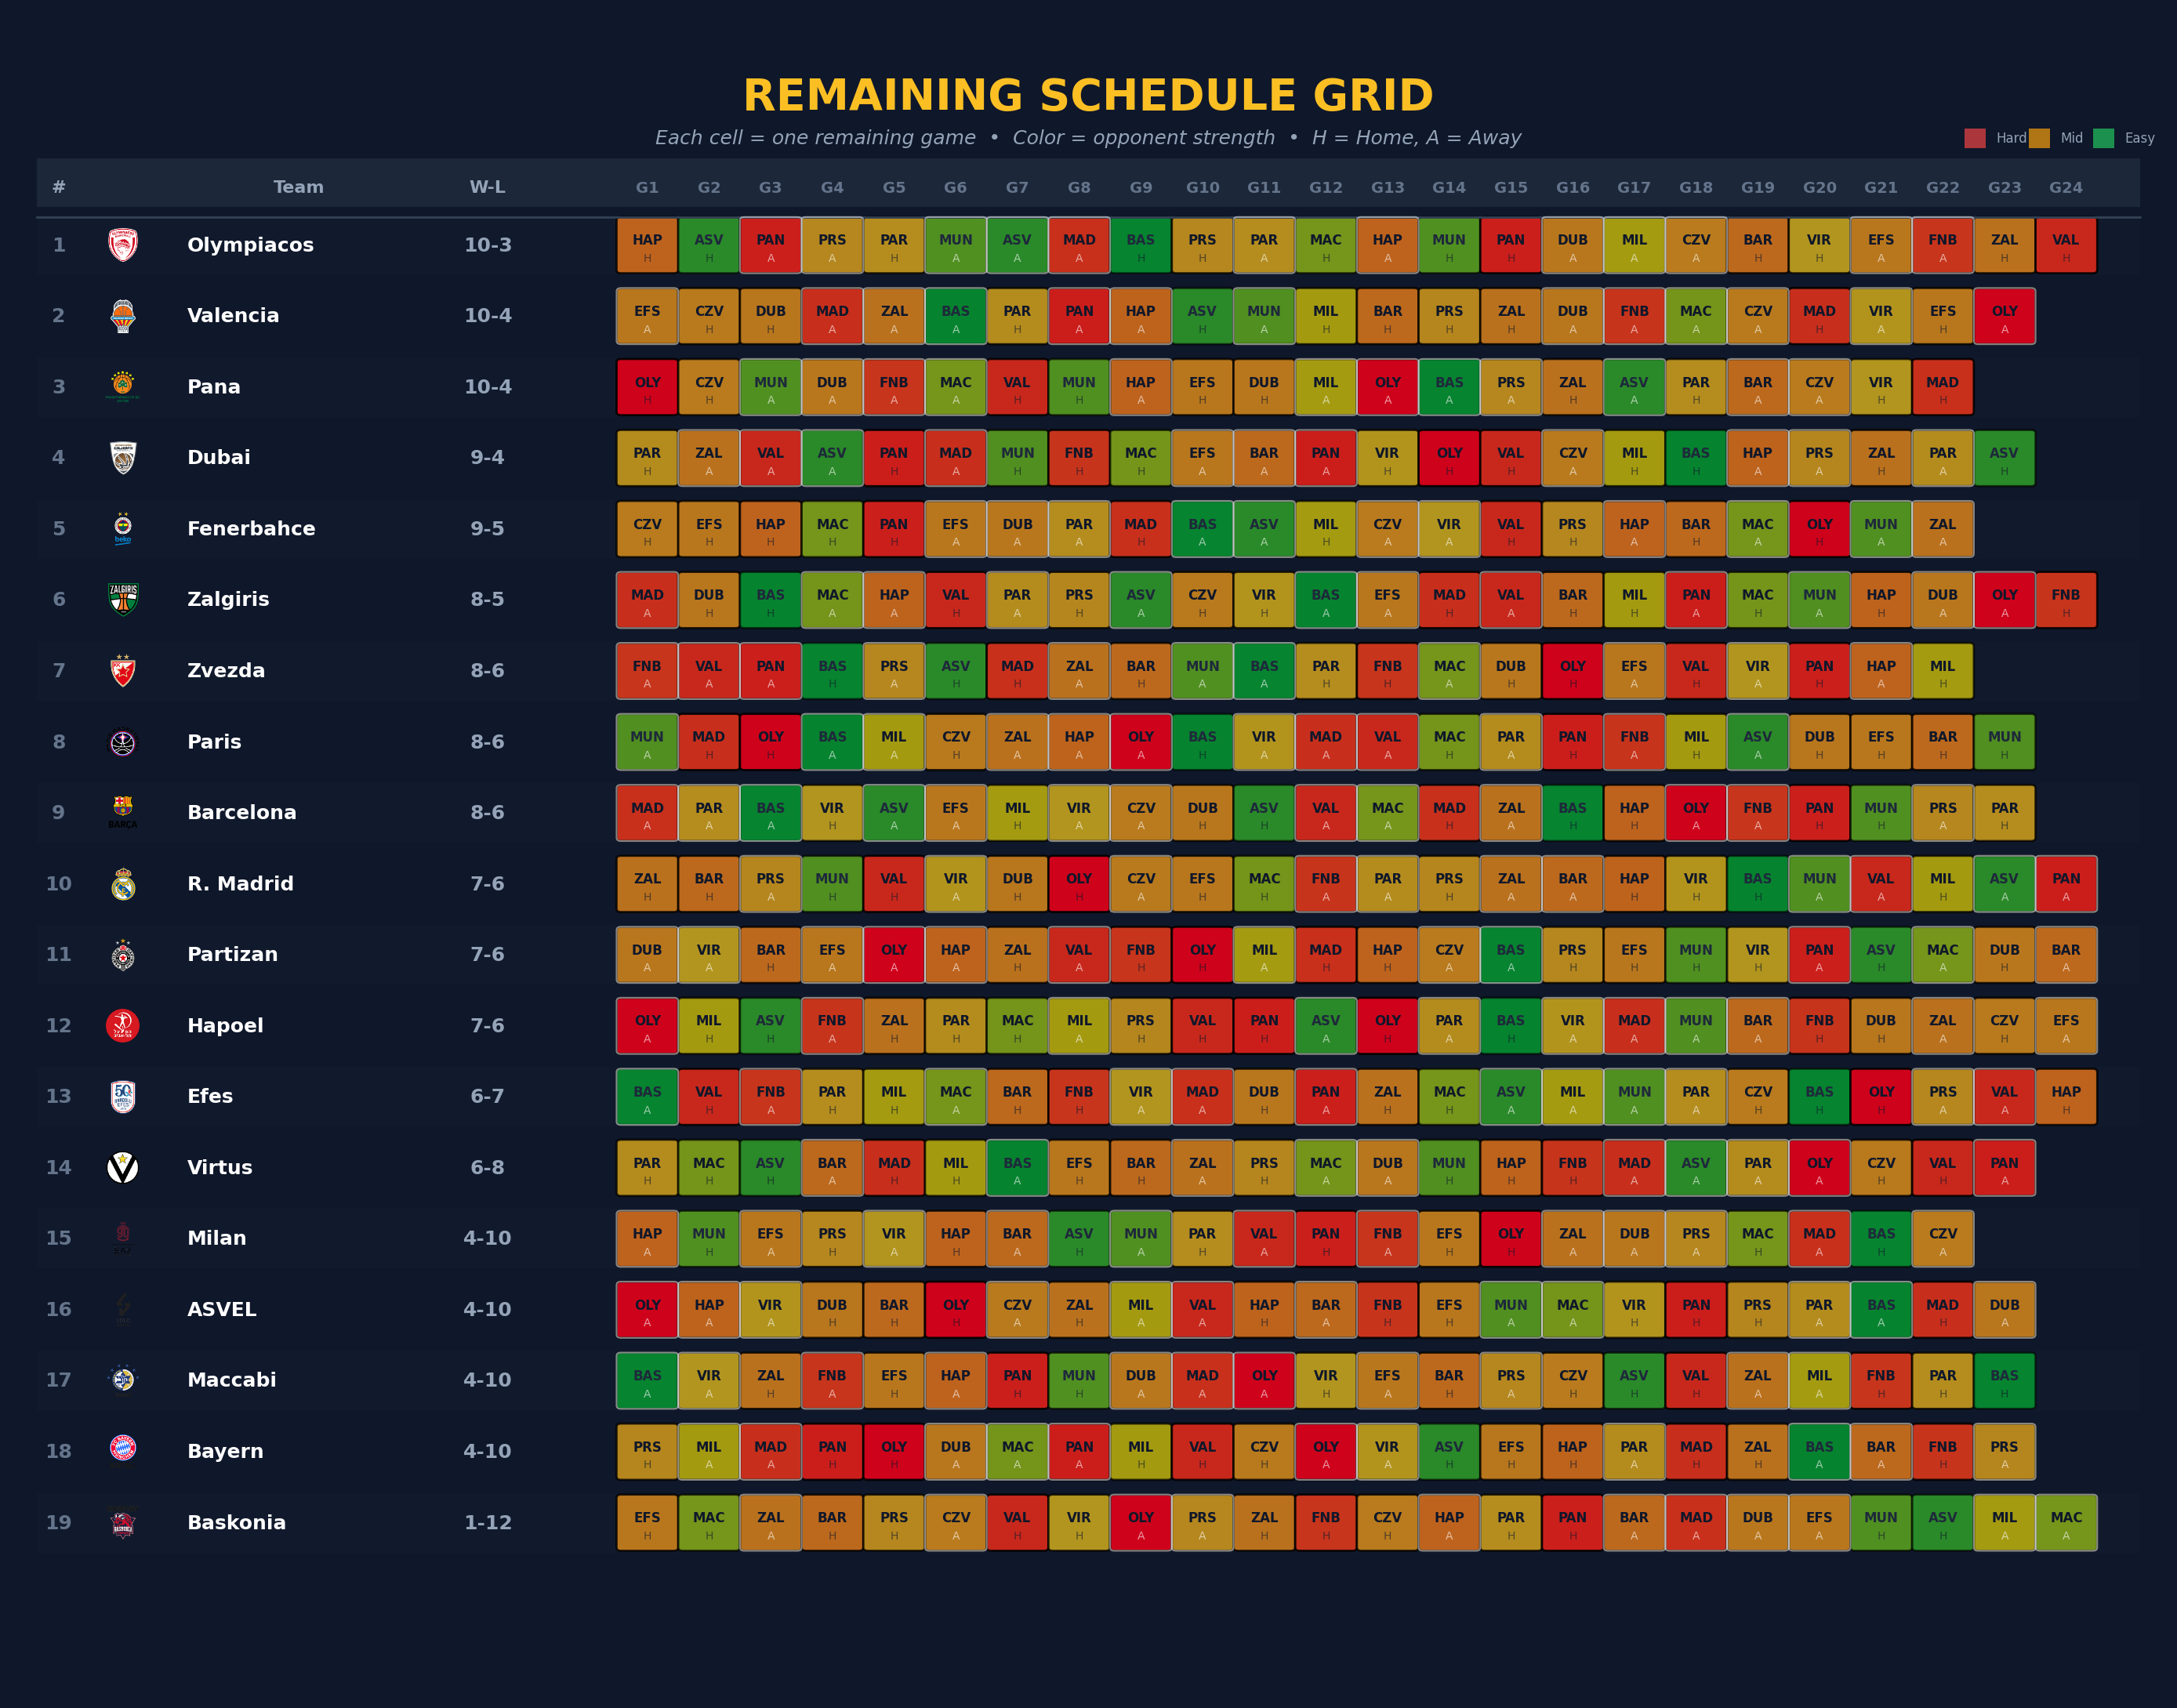 REMAINING SCHEDULE GRID
Each cell = one remaining game • Color = opponent strength • H = Home, A = Away
Hard Mid Easy
# Team W-L G1 G2 G3 G4 G5 G6 G7 G8 G9 G10 G11 G12 G13 G14 G15 G16 G17 G18 G19 G20 G21 G22 G23 G24
HAP ASV PAN PRS PAR MUN ASV MAD BAS PRS PAR MAC HAP MUN PAN DUB MIL CZV BAR VIR EFS FNB ZAL VAL
1 Olympiacos 10-3
H H A A H A A A H H A H A H H A A A H H A A H H
EFS CZV DUB MAD ZAL BAS PAR PAN HAP ASV MUN MIL BAR PRS ZAL DUB FNB MAC CZV MAD VIR EFS OLY
2 Valencia 10-4
A H H A A A H A A H A H H H H A A A A H A H A
OLY CZV MUN DUB FNB MAC VAL MUN HAP EFS DUB MIL OLY BAS PRS ZAL ASV PAR BAR CZV VIR MAD
3 Pana 10-4
H H A A A A H H A H H A A A A H A H A A H H
PAR ZAL VAL ASV PAN MAD MUN FNB MAC EFS BAR PAN VIR OLY VAL CZV MIL BAS HAP PRS ZAL PAR ASV
4 Dubai 9-4
H A A A H A H H H A A A H H H A H H A A H A H
CZV EFS HAP MAC PAN EFS DUB PAR MAD BAS ASV MIL CZV VIR VAL PRS HAP BAR MAC OLY MUN ZAL
5 Fenerbahce 9-5
beko
H H H H H A A A H A A H A A H H A H A H A A
ZALGIRIS
MAD DUB BAS MAC HAP VAL PAR PRS ASV CZV VIR BAS EFS MAD VAL BAR MIL PAN MAC MUN HAP DUB OLY FNB
6 Zalgiris 8-5
A H H A A H A H A H H A A H A H H A H A H A A H
FNB VAL PAN BAS PRS ASV MAD ZAL BAR MUN BAS PAR FNB MAC DUB OLY EFS VAL VIR PAN HAP MIL
7 Zvezda 8-6
A A A H A H H A H A A H H A H H A H A H A H
MUN MAD OLY BAS MIL CZV ZAL HAP OLY BAS VIR MAD VAL MAC PAR PAN FNB MIL ASV DUB EFS BAR MUN
8 Paris 8-6
A H H A A H A A A H A A A H A H A H A H H H H
MAD PAR BAS VIR ASV EFS MIL VIR CZV DUB ASV VAL MAC MAD ZAL BAS HAP OLY FNB PAN MUN PRS PAR
9 Barcelona 8-6
BARÇA
A A A H A A H A A H H A A H A H H A A H H A H
ZAL BAR PRS MUN VAL VIR DUB OLY CZV EFS MAC FNB PAR PRS ZAL BAR HAP VIR BAS MUN VAL MIL ASV PAN
10 R. Madrid 7-6
H H A H H A H H A H H A A H A A H H H A A H A A
DUB VIR BAR EFS OLY HAP ZAL VAL FNB OLY MIL MAD HAP CZV BAS PRS EFS MUN VIR PAN ASV MAC DUB BAR
11 Partizan 7-6
A A H A A A H A H H A H H A A H H H H A H A H A
OLY MIL ASV FNB ZAL PAR MAC MIL PRS VAL PAN ASV OLY PAR BAS VIR MAD MUN BAR FNB DUB ZAL CZV EFS
12 Hapoel 7-6
A H H A H H H A H H H A H A H A A A A H H A H A
BAS VAL FNB PAR MIL MAC BAR FNB VIR MAD DUB PAN ZAL MAC ASV MIL MUN PAR CZV BAS OLY PRS VAL HAP
13 Efes 6-7
A H A H H A H H A A H A H H A A A A H H H A A H
PAR MAC ASV BAR MAD MIL BAS EFS BAR ZAL PRS MAC DUB MUN HAP FNB MAD ASV PAR OLY CZV VAL PAN
14 Virtus 6-8
H H H A H H A H H A H A A H H H A A A A H H A
HAP MUN EFS PRS VIR HAP BAR ASV MUN PAR VAL PAN FNB EFS OLY ZAL DUB PRS MAC MAD BAS CZV
15 Milan 4-10
A H A H A H A H A H A H A H H A A A H A H A
OLY HAP VIR DUB BAR OLY CZV ZAL MIL VAL HAP BAR FNB EFS MUN MAC VIR PAN PRS PAR BAS MAD DUB
16 ASVEL 4-10
A A A H H H A H A A H A H H A A H H H A A H A
BAS VIR ZAL FNB EFS HAP PAN MUN DUB MAD OLY VIR EFS BAR PRS CZV ASV VAL ZAL MIL FNB PAR BAS
17 Maccabi 4-10
A A H A H A H H A A A H A H A H H H A A H H H
PRS MIL MAD PAN OLY DUB MAC PAN MIL VAL CZV OLY VIR ASV EFS HAP PAR MAD ZAL BAS BAR FNB PRS
18 Bayern 4-10
H A A H H A A A H H H A A H H H A H H A A H A
EFS MAC ZAL BAR PRS CZV VAL VIR OLY PRS ZAL FNB CZV HAP PAR PAN BAR MAD DUB EFS MUN ASV MIL MAC
19 Baskonia 1-12
H H A H H A H H A A H H H A H H A A A A H H A A